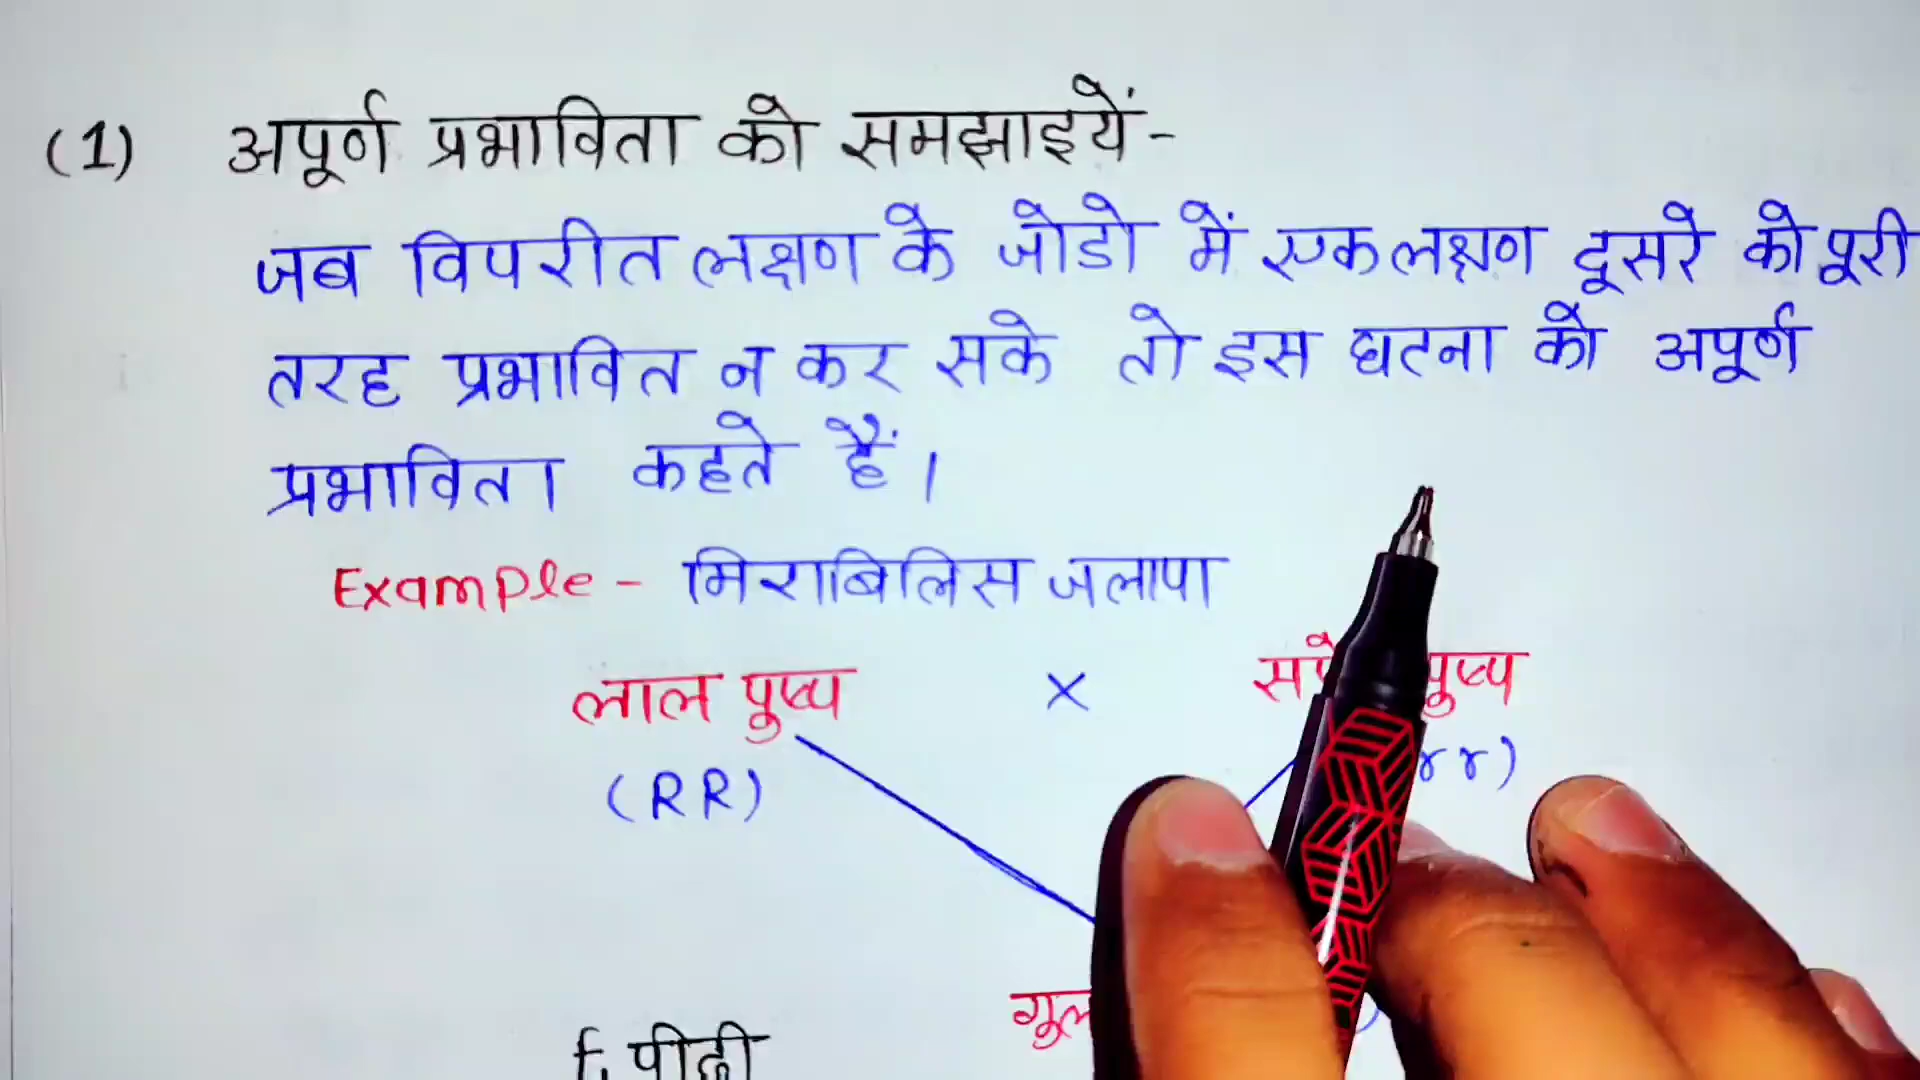 (1) अपूर्ण प्रभाविता को समझाइयें-
जब विपरीत लक्षण के जोडो में एक लक्षण दूसरे को पूरी
तरह प्रभावित न कर सके तो इस घटना को अपूर्ण
प्रभाविता कहते हैं।
Example - मिराबिलिस जलापा
लाल पुष्प × पुष्प
(RR) rr)
F₁ पीढ़ी